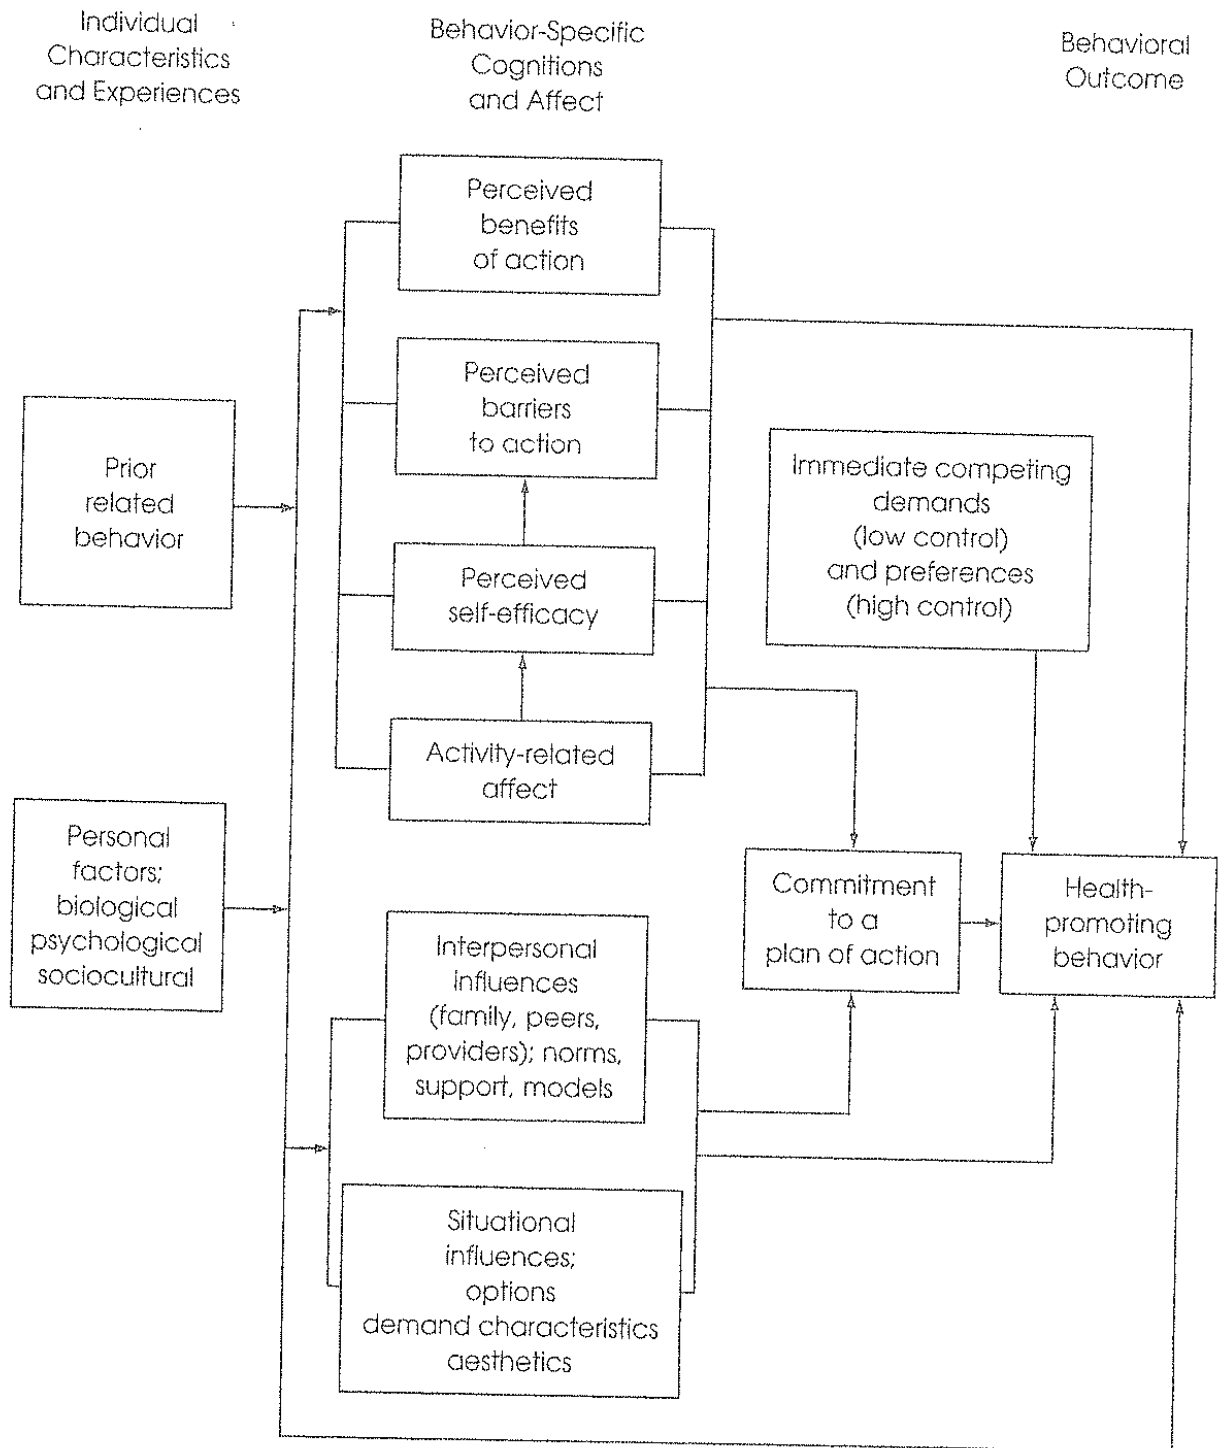 Individual
Characteristics
and Experiences
Behavior-Specific
Cognitions
and Affect
Behavioral
Outcome
Perceived
benefits
of action
Perceived
barriers
to action
Prior
related
behavior
Immediate competing
demands
(low control)
and preferences
(high control)
Perceived
self-efficacy
Activity-related
affect
Personal
factors;
biological
psychological
sociocultural
Commitment
to a
plan of action
Health-
promoting
behavior
Interpersonal
influences
(family, peers,
providers); norms,
support, models
Situational
influences;
options
demand characteristics
aesthetics